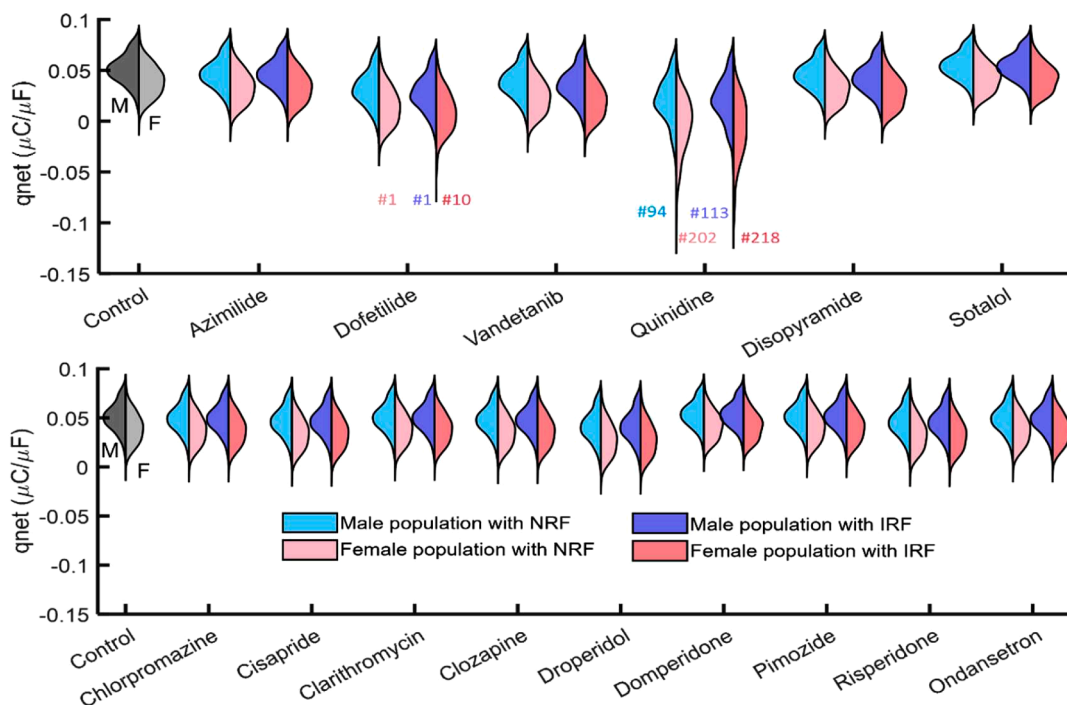 0.1
0.05
0
-0.05
-0.1
-0.15
qnet (μC/μF)
M
F
#1
#1
#10
#94
#202
#113
#218
Control
Azimilide
Dofetilide
Vandetanib
Quinidine
Disopyramide
Sotalol
0.1
0.05
0
-0.05
-0.1
-0.15
qnet (μC/μF)
M
F
Male population with NRF
Female population with NRF
Male population with IRF
Female population with IRF
Control
Chlorpromazine
Cisapride
Clarithromycin
Clozapine
Droperidol
Domperidone
Pimozide
Risperidone
Ondansetron